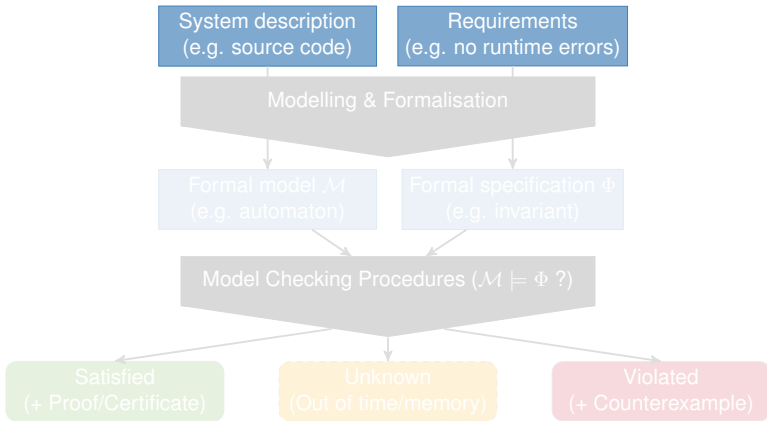 System description
(e.g. source code)
Requirements
(e.g. no runtime errors)
Modelling & Formalisation
Formal model ℳ
(e.g. automaton)
Formal specification Φ
(e.g. invariant)
Model Checking Procedures (ℳ ⊨ Φ ?)
Satisfied
(+ Proof/Certificate)
Unknown
(Out of time/memory)
Violated
(+ Counterexample)